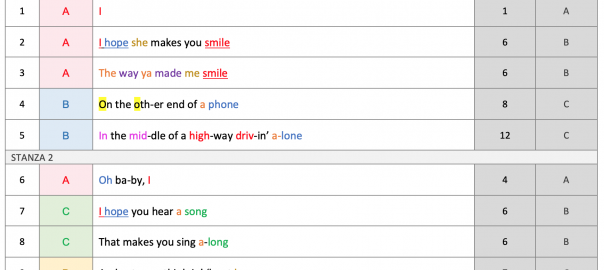 1 A I 1 A
2 A I hope she makes you smile 6 B
3 A The way ya made me smile 6 B
4 B On the oth-er end of a phone 8 C
5 B In the mid-dle of a high-way driv-in’ a-lone 12 C
STANZA 2
6 A Oh ba-by, I 4 A
7 C I hope you hear a song 6 B
8 C That makes you sing a-long 6 B